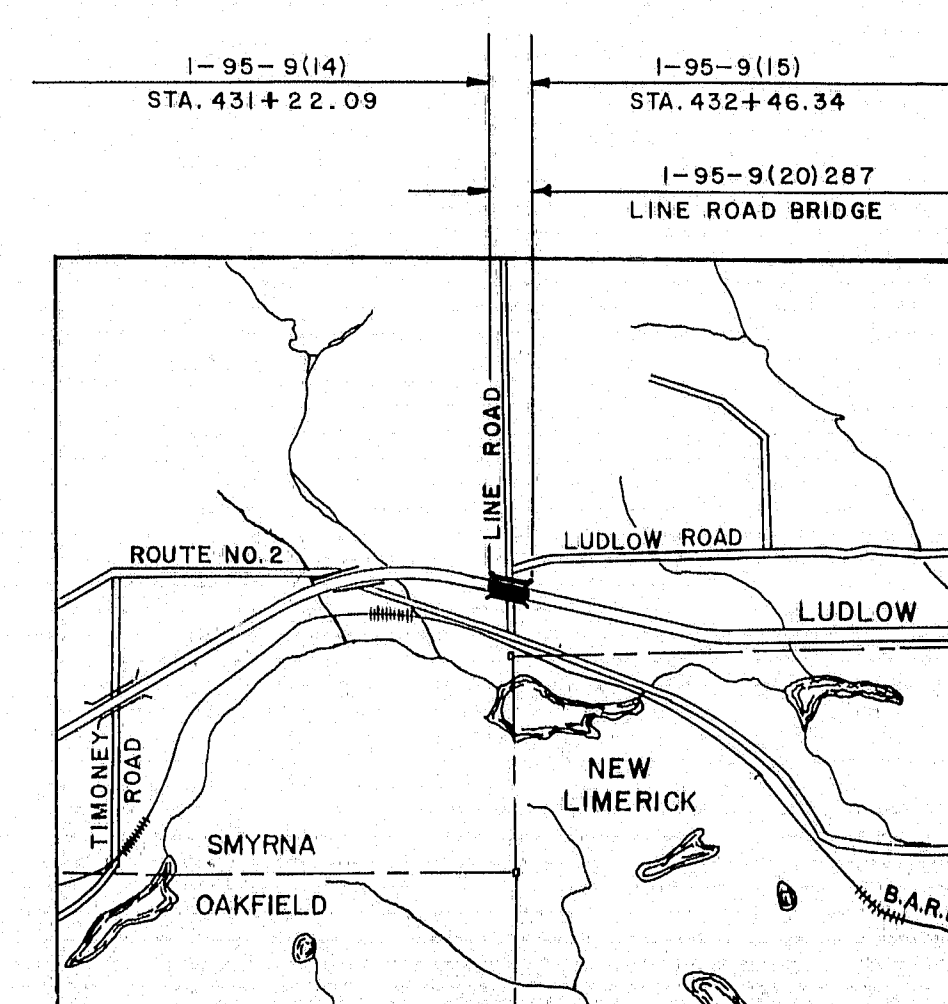 I-95-9(14)
STA. 431+22.09
I-95-9(15)
STA. 432+46.34
I-95-9(20)287
LINE ROAD BRIDGE
LINE ROAD
ROUTE NO. 2
LUDLOW ROAD
LUDLOW
TIMONEY
ROAD
NEW
LIMERICK
SMYRNA
OAKFIELD
B.A.R.